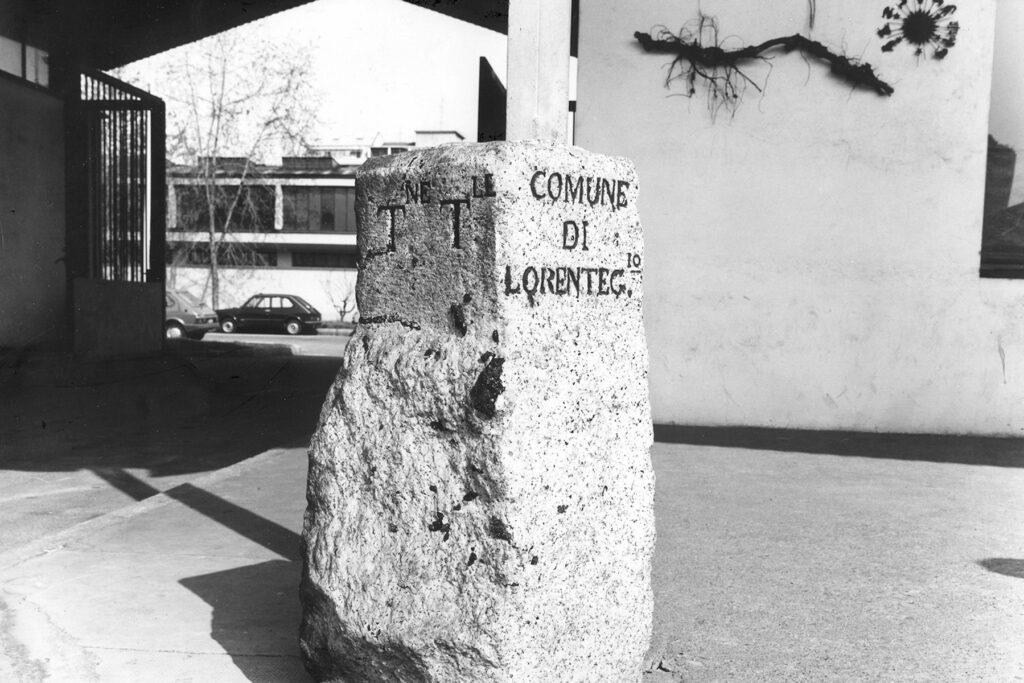 TNE TLL
COMUNE
DI
LORENTEG.IO